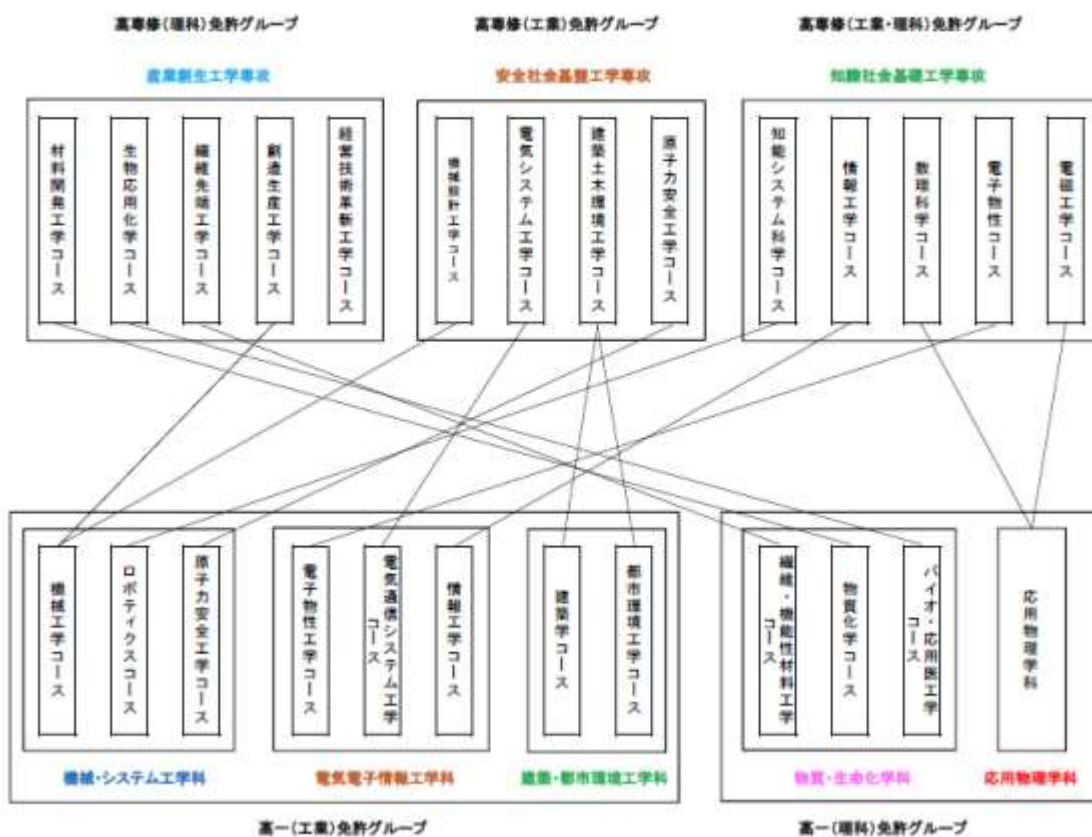 高専修(理科)免許グループ
高専修(工業)免許グループ
高専修(工業・理科)免許グループ
産業創生工学専攻
安全社会基盤工学専攻
知識社会基礎工学専攻
材料開発工学コース
生物応用化学コース
繊維先端工学コース
創造生産工学コース
経営技術革新工学コース
機械設計工学コース
電気システム工学コース
建築土木環境工学コース
原子力安全工学コース
知能システム科学コース
情報工学コース
数理科学コース
電子物性コース
電磁工学コース
機械工学コース
ロボティクスコース
原子力安全工学コース
電子物性工学コース
電気通信システム工学
コース
情報工学コース
建築学コース
都市環境工学コース
繊維・機能性材料工学
コース
物質化学コース
バイオ・応用医工学
コース
応用物理学科
機械・システム工学科
電気電子情報工学科
建築・都市環境工学科
物質・生命化学科
応用物理学科
高一(工業)免許グループ
高一(理科)免許グループ